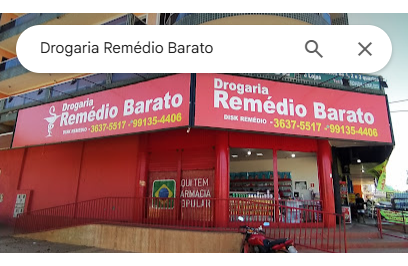 Drogaria Remédio Barato
Drogaria
Remédio Barato
DISK REMÉDIO - 3637-5517 - 99135-4406
Drogaria
Remédio Barato
DISK REMÉDIO - 3637-5517 - 99135-4406
AQUI TEM
FARMÁCIA
POPULAR